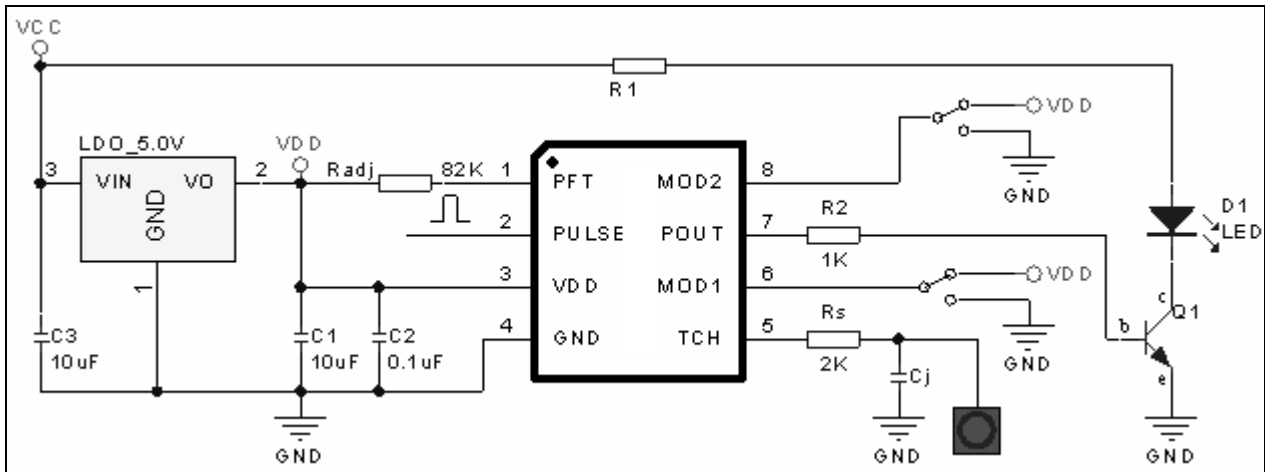 VCC
R1
VDD
GND
LDO_5.0V
3
VIN
VO
GND
2
1
VDD
Radj
82K
1
PFT
2
PULSE
3
VDD
4
GND
MOD2
8
POUT
7
MOD1
6
TCH
5
R2
1K
VDD
GND
Rs
2K
Cj
GND
GND
C3
10uF
C1
10uF
C2
0.1uF
GND
D1
LED
c
Q1
b
e